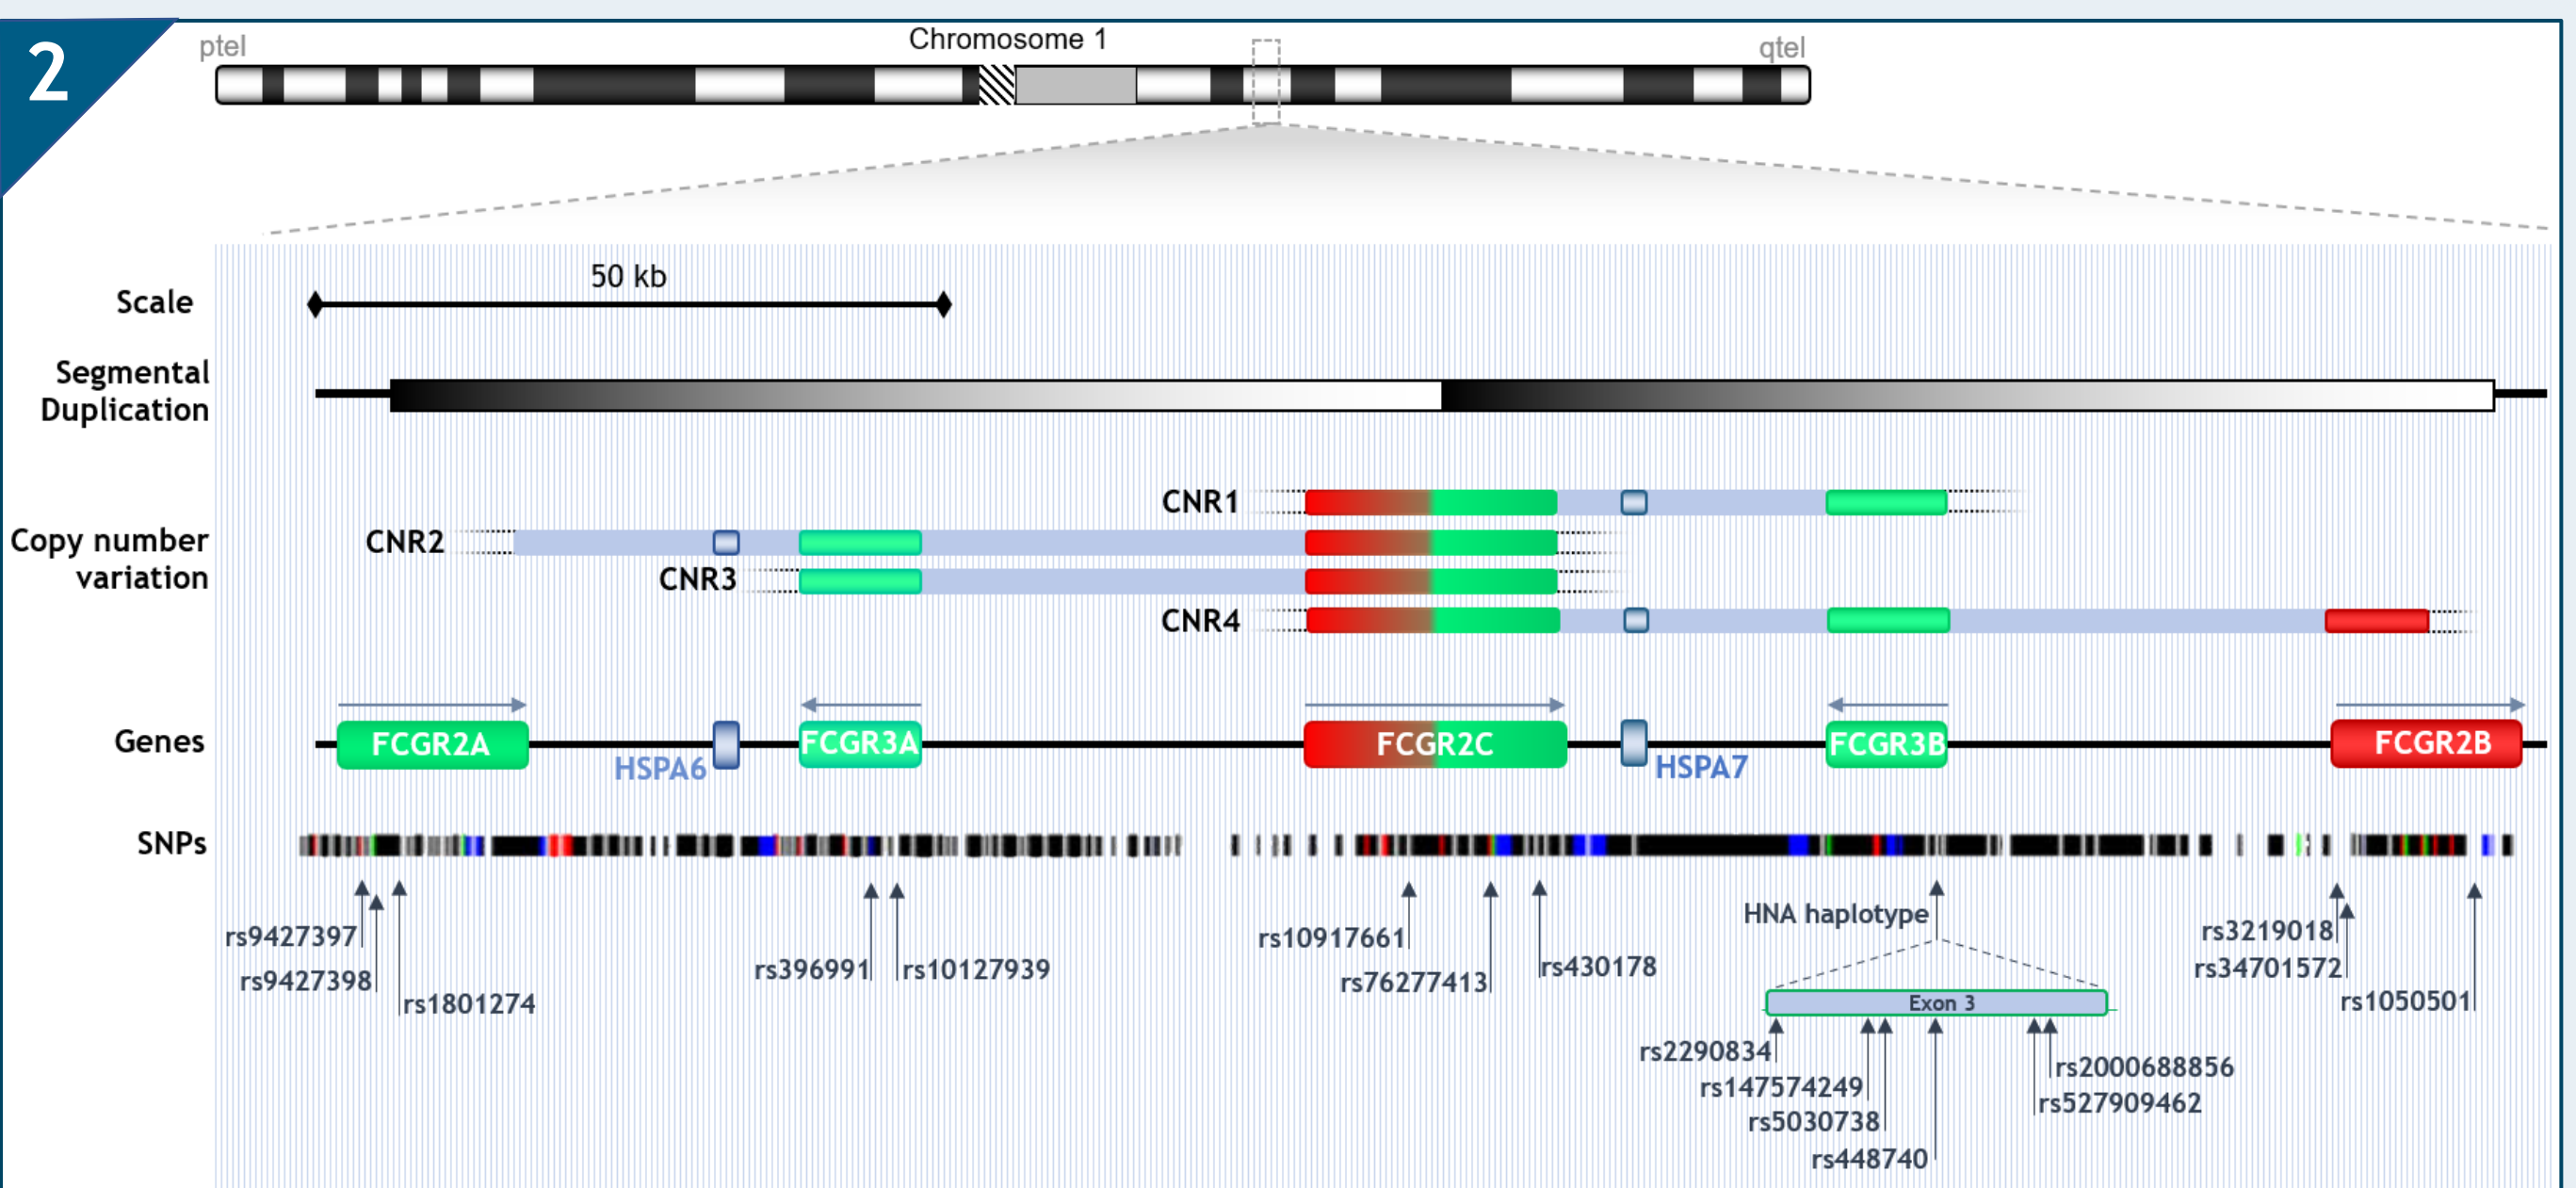 2
ptel
Chromosome 1
qtel
Scale
50 kb
Segmental
Duplication
Copy number
variation
CNR1
CNR2
CNR3
CNR4
Genes
FCGR2A
HSPA6
FCGR3A
FCGR2C
HSPA7
FCGR3B
FCGR2B
SNPs
rs9427397
rs9427398
rs1801274
rs396991
rs10127939
rs10917661
rs76277413
rs430178
HNA haplotype
Exon 3
rs2290834
rs147574249
rs5030738
rs448740
rs2000688856
rs527909462
rs3219018
rs34701572
rs1050501